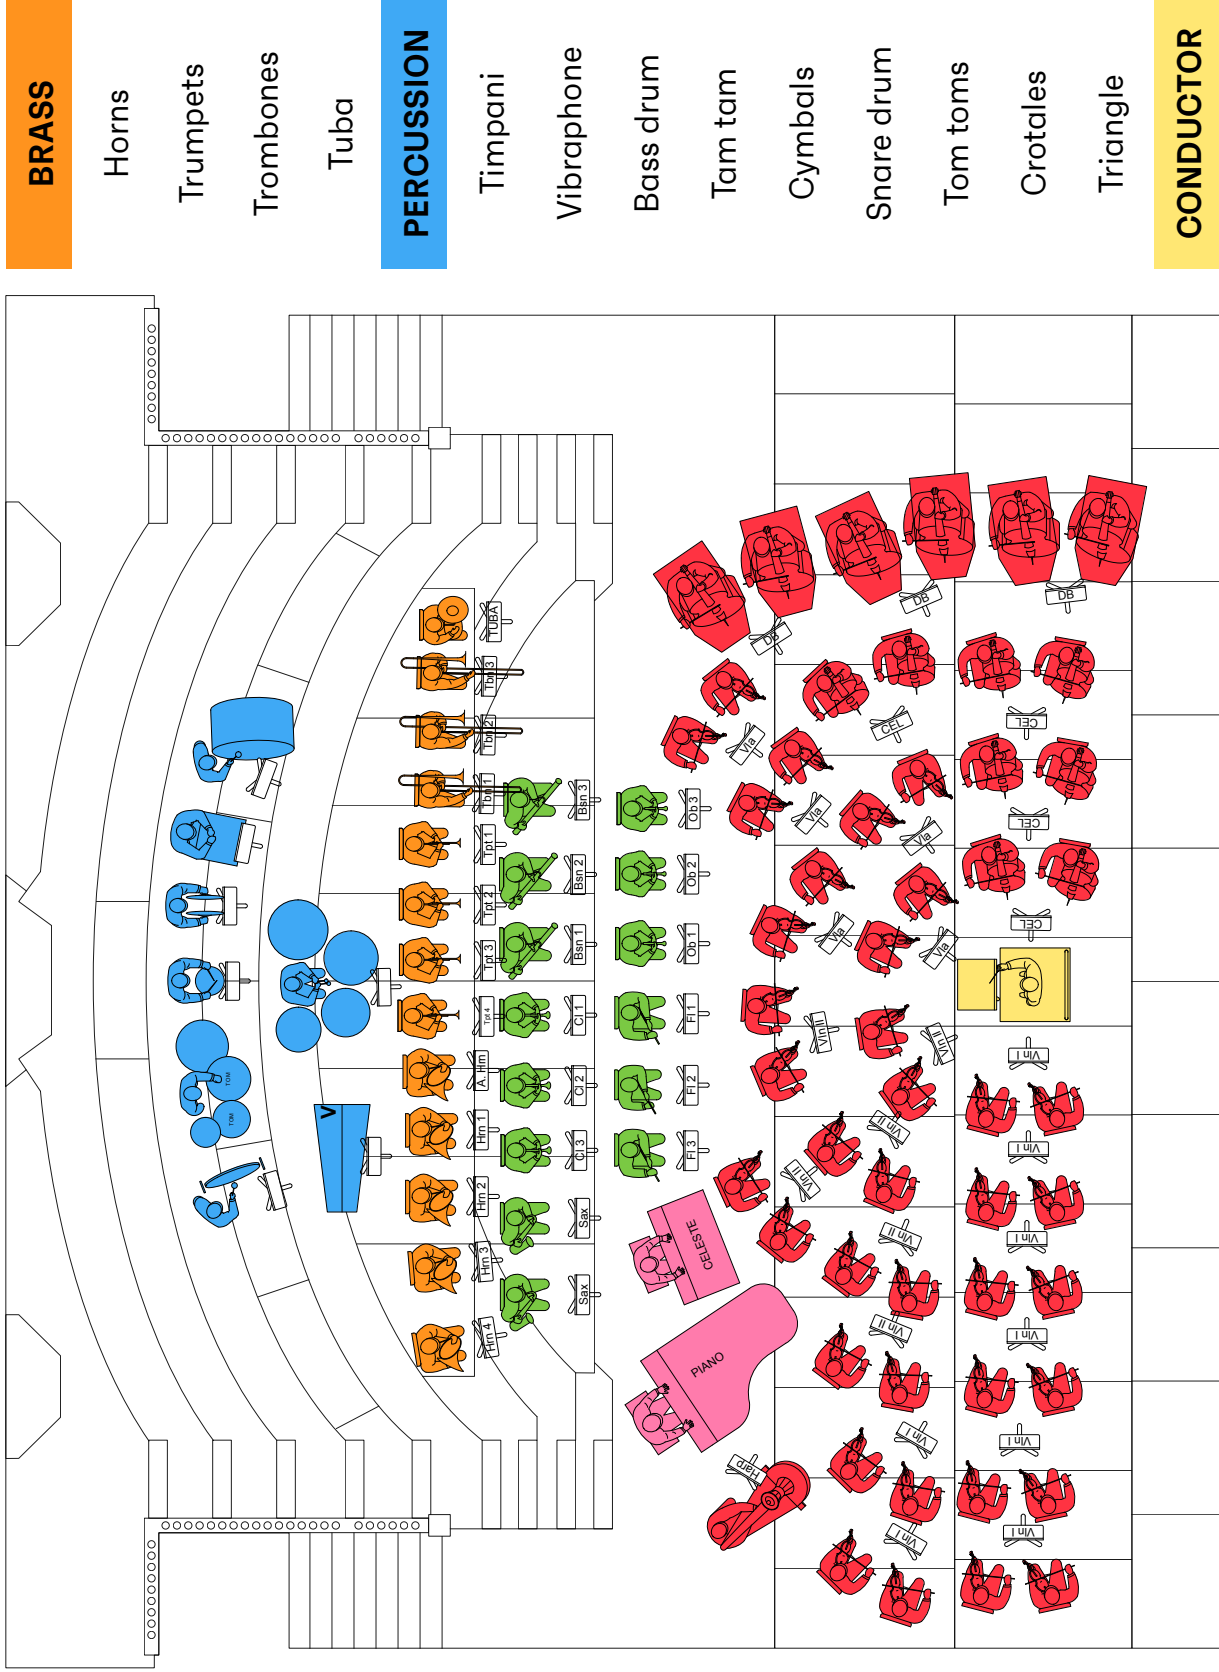 BRASS
Horns
Trumpets
Trombones
Tuba
PERCUSSION
Timpani
Vibraphone
Bass drum
Tam tam
Cymbals
Snare drum
Tom toms
Crotales
Triangle
CONDUCTOR
TOM
TOM
V
Hrn 4
Hrn 3
Hrn 2
Hrn 1
A. Hrn
Tpt 4
Tpt 3
Tpt 2
Tpt 1
Tbn 1
Tbn 2
Tbn 3
TUBA
Sax
Sax
Cl 3
Cl 2
Cl 1
Bsn 1
Bsn 2
Bsn 3
Fl 3
Fl 2
Fl 1
Ob 1
Ob 2
Ob 3
CELESTE
PIANO
Harp
Vln II
Vln II
Vln II
Vln II
Vln II
Vln II
Vla
Vla
Vla
Vla
Vla
DB
DB
DB
CEL
CEL
CEL
CEL
Vln I
Vln I
Vln I
Vln I
Vln I
Vln I
Vln I
Vln I